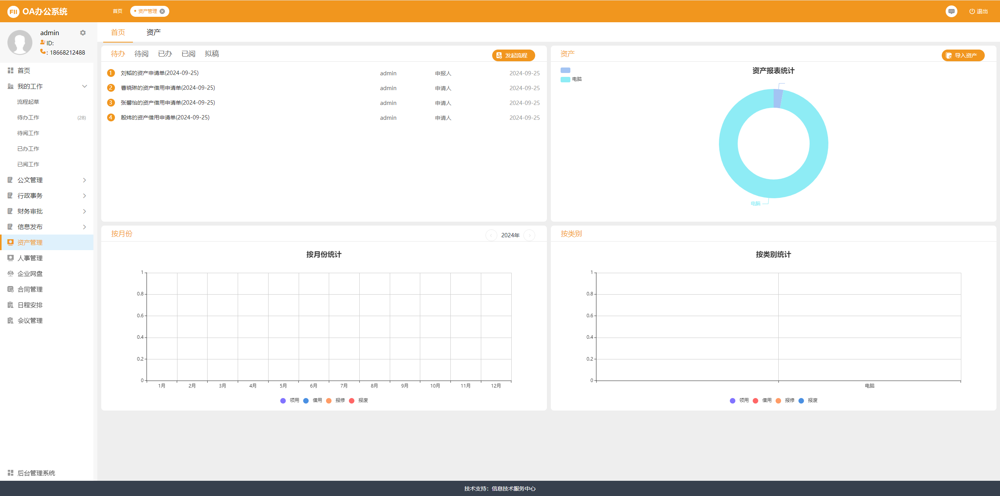 FII OA办公系统
首页
资产管理
退出
admin
ID:
: 18668212488
首页
我的工作
流程起草
待办工作 (28)
待阅工作
已办工作
已阅工作
公文管理
行政事务
财务审批
信息发布
资产管理
人事管理
企业网盘
合同管理
日程安排
会议管理
后台管理系统
首页 资产
待办 待阅 已办 已阅 拟稿 发起流程
1 刘韬的资产申请单(2024-09-25) admin 申报人 2024-09-25
2 曹晓琳的资产借用申请单(2024-09-25) admin 申请人 2024-09-25
3 张馨怡的资产借用申请单(2024-09-25) admin 申请人 2024-09-25
4 殷炜的资产借用申请单(2024-09-25) admin 申请人 2024-09-25
资产 导入资产
资产报表统计
电脑
电脑
按月份 2024年
按月份统计
1
0.8
0.6
0.4
0.2
0
1月 2月 3月 4月 5月 6月 7月 8月 9月 10月 11月 12月
领用 借用 报修 报废
按类别
按类别统计
1
0.8
0.6
0.4
0.2
0
电脑
领用 借用 报修 报废
技术支持：信息技术服务中心